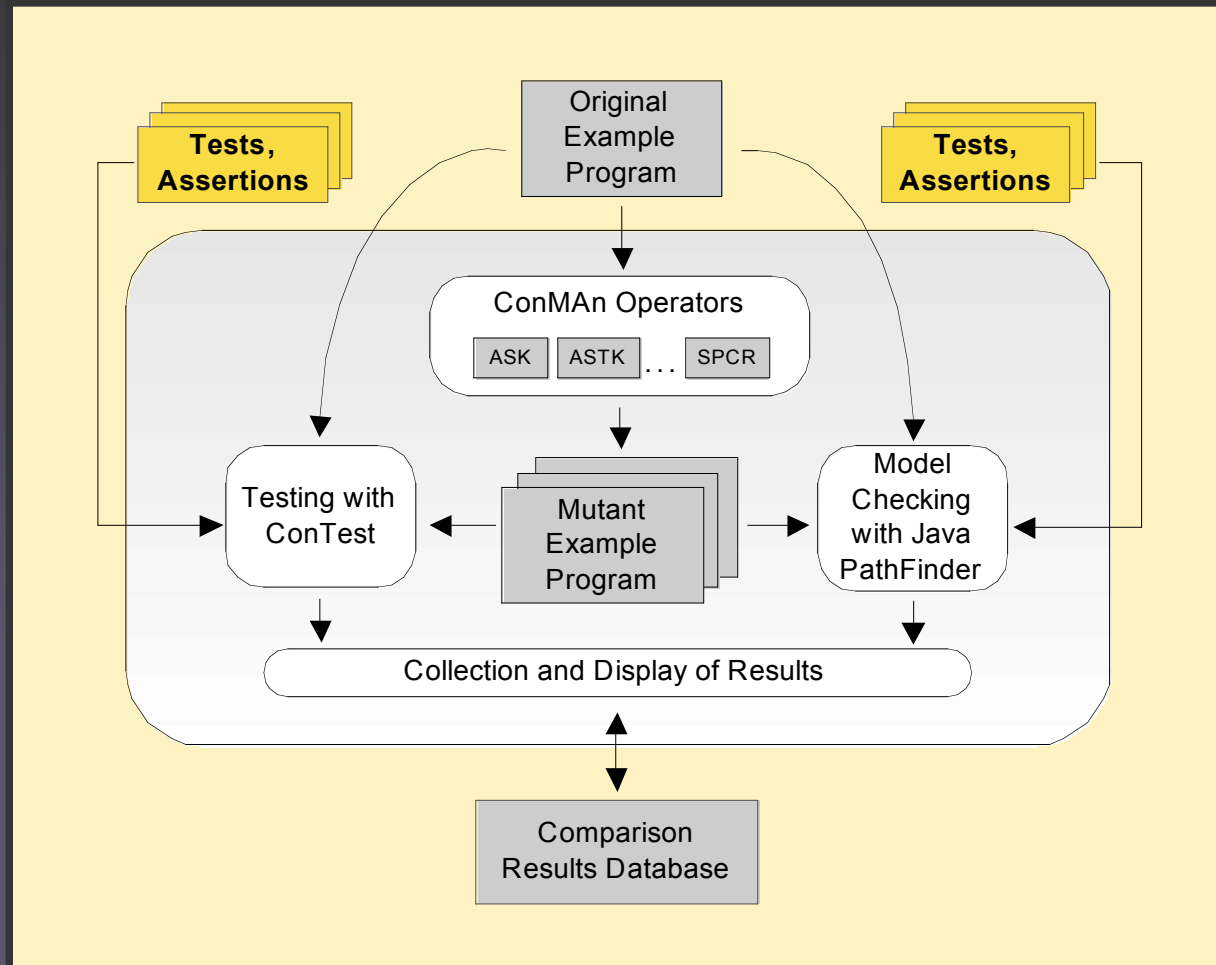 Original
Example
Program
Tests,
Assertions
Tests,
Assertions
ConMAn Operators
ASK ASTK ... SPCR
Testing with
ConTest
Mutant
Example
Program
Model
Checking
with Java
PathFinder
Collection and Display of Results
Comparison
Results Database